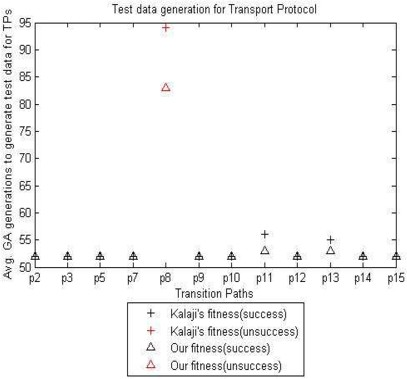 Test data generation for Transport Protocol
Avg. GA generations to generate test data for TPs
95
90
85
80
75
70
65
60
55
50
p2 p3 p5 p7 p8 p9 p10 p11 p12 p13 p14 p15
Transition Paths
Kalaji's fitness(success)
Kalaji's fitness(unsuccess)
Our fitness(success)
Our fitness(unsuccess)